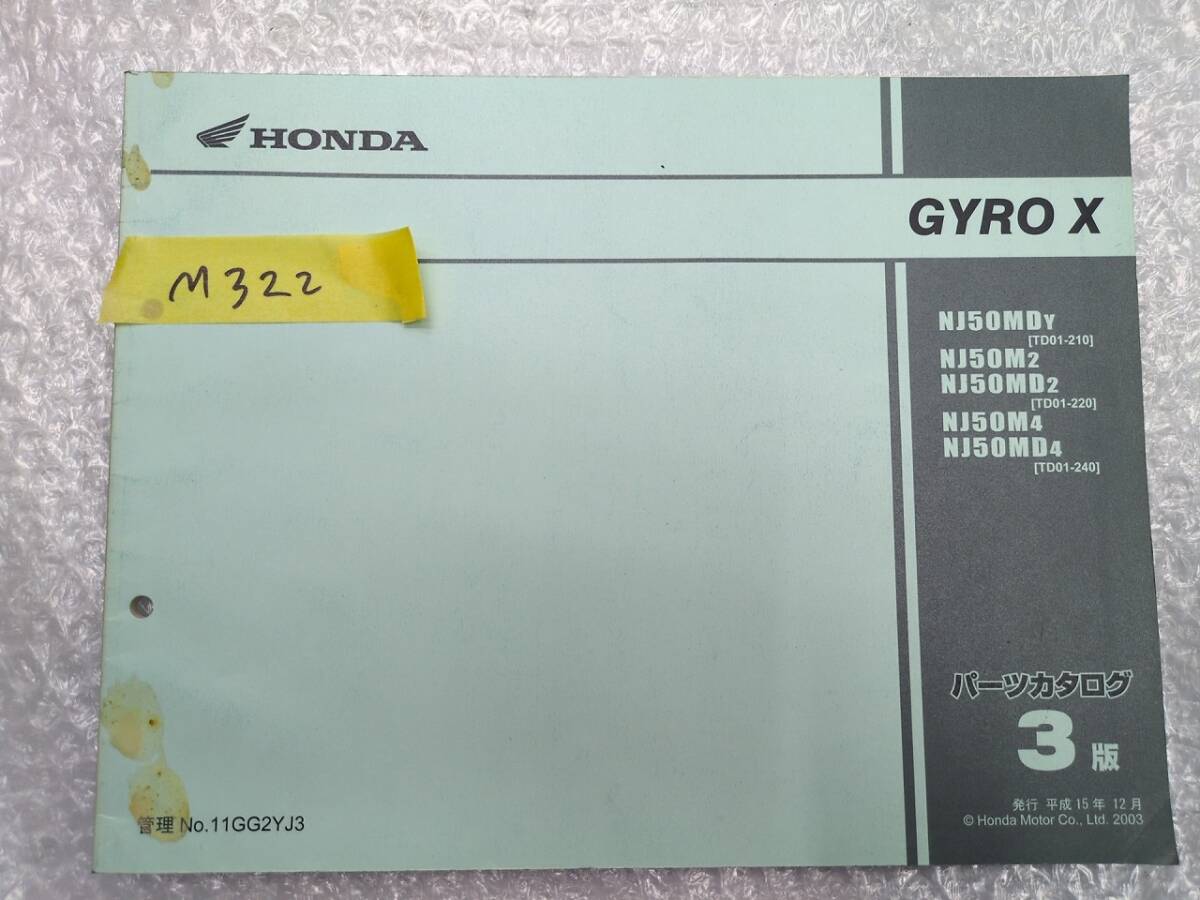 HONDA
GYRO X
M322
NJ50MDY
[TD01-210]
NJ50M2
NJ50MD2
[TD01-220]
NJ50M4
NJ50MD4
[TD01-240]
パーツカタログ
3版
発行 平成15年 12月
© Honda Motor Co., Ltd. 2003
管理 No.11GG2YJ3